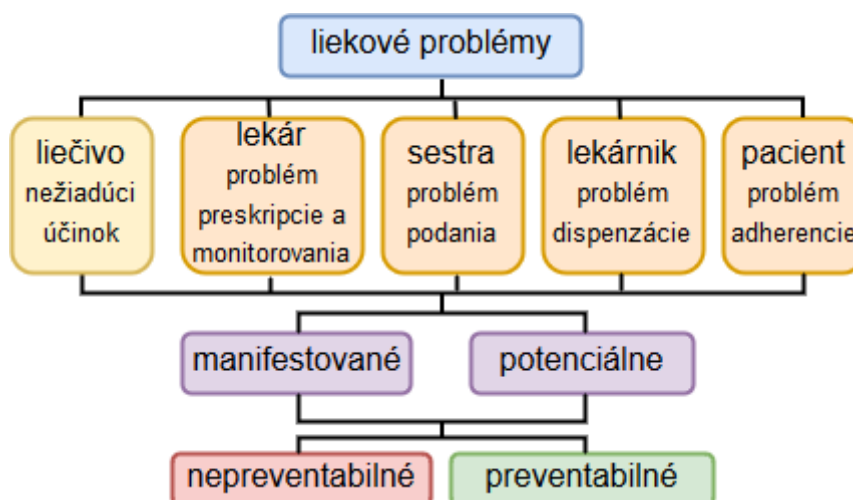 liekové problémy
liečivo
nežiadúci
účinok
lekár
problém
preskripcie a
monitorovania
sestra
problém
podania
lekárnik
problém
dispenzácie
pacient
problém
adherencie
manifestované
potenciálne
nepreventabilné
preventabilné